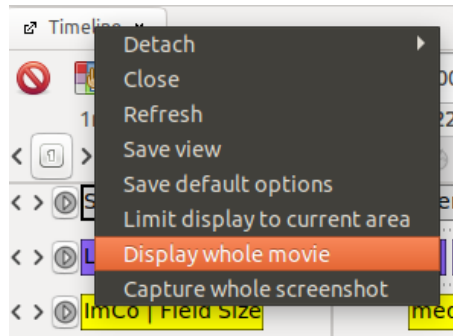 Timeline
Detach
Close
Refresh
Save view
Save default options
Limit display to current area
Display whole movie
Capture whole screenshot
ImCo | Field Size